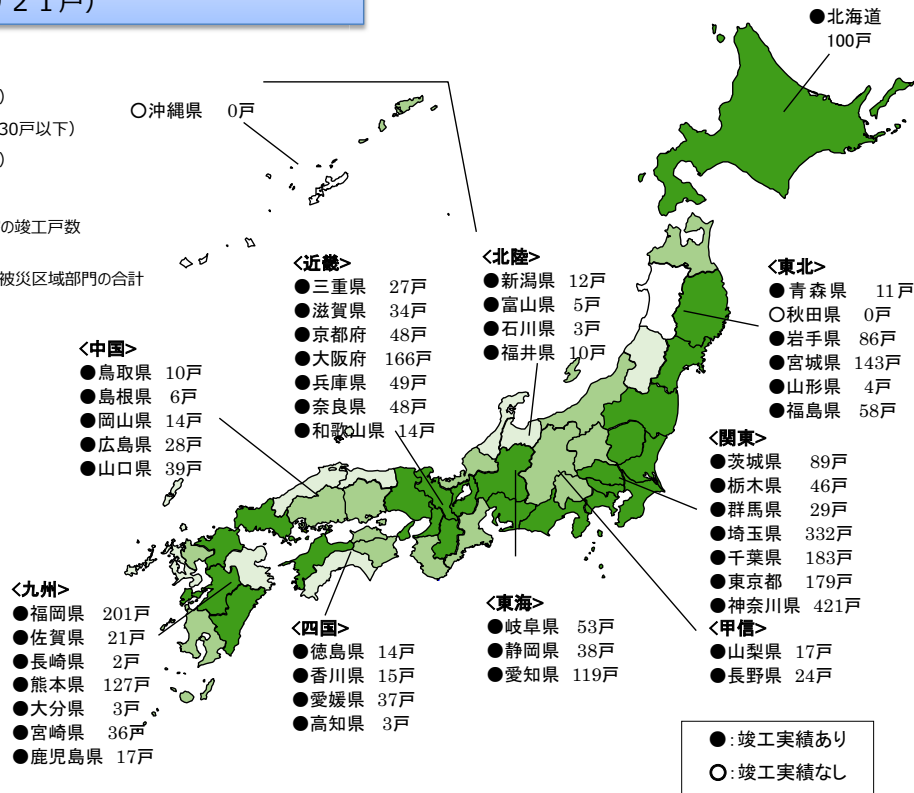 ２１戸）
●北海道
100戸
）
○沖縄県 0戸
30戸以下）
）
の竣工戸数
被災区域部門の合計
<近畿>
●三重県 27戸
●滋賀県 34戸
●京都府 48戸
●大阪府 166戸
●兵庫県 49戸
●奈良県 48戸
●和歌山県 14戸
<北陸>
●新潟県 12戸
●富山県 5戸
●石川県 3戸
●福井県 10戸
<東北>
●青森県 11戸
○秋田県 0戸
●岩手県 86戸
●宮城県 143戸
●山形県 4戸
●福島県 58戸
<中国>
●鳥取県 10戸
●島根県 6戸
●岡山県 14戸
●広島県 28戸
●山口県 39戸
<関東>
●茨城県 89戸
●栃木県 46戸
●群馬県 29戸
●埼玉県 332戸
●千葉県 183戸
●東京都 179戸
●神奈川県 421戸
<九州>
●福岡県 201戸
●佐賀県 21戸
●長崎県 2戸
●熊本県 127戸
●大分県 3戸
●宮崎県 36戸
●鹿児島県 17戸
<四国>
●徳島県 14戸
●香川県 15戸
●愛媛県 37戸
●高知県 3戸
<東海>
●岐阜県 53戸
●静岡県 38戸
●愛知県 119戸
<甲信>
●山梨県 17戸
●長野県 24戸
●：竣工実績あり
○：竣工実績なし